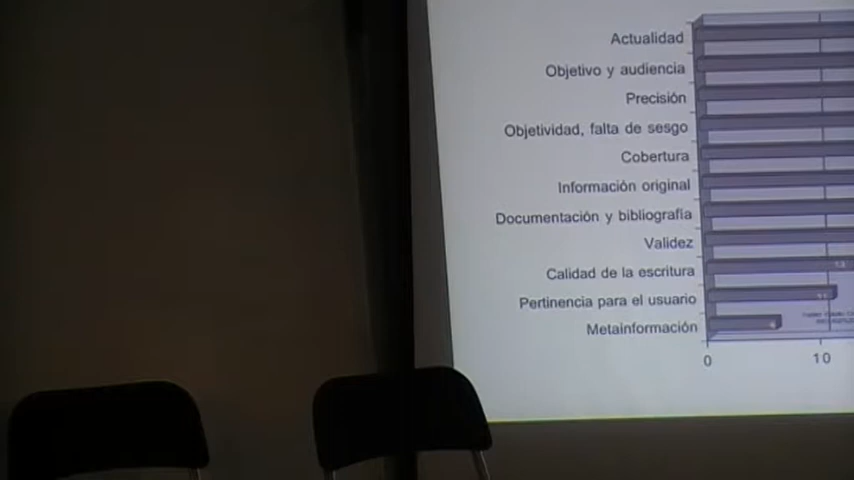 Actualidad
Objetivo y audiencia
Precisión
Objetividad, falta de sesgo
Cobertura
Información original
Documentación y bibliografía
Validez
Calidad de la escritura
Pertinencia para el usuario
Metainformación
0
10